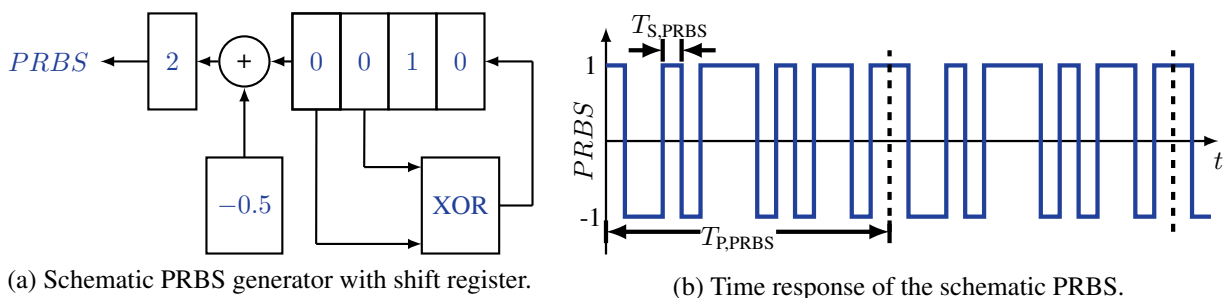 PRBS
2
+
0 0 1 0
−0.5
XOR
(a) Schematic PRBS generator with shift register.
T_S,PRBS
1
PRBS
-1
t
T_P,PRBS
(b) Time response of the schematic PRBS.